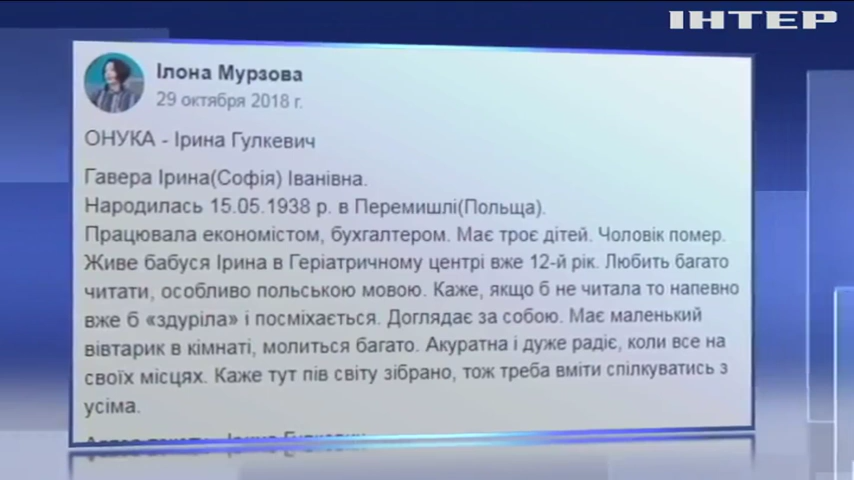 ІНТЕР
Ілона Мурзова
29 октября 2018 г.
ОНУКА - Ірина Гулкевич
Гавера Ірина(Софія) Іванівна.
Народилась 15.05.1938 р. в Перемишлі(Польща).
Працювала економістом, бухгалтером. Має троє дітей. Чоловік помер.
Живе бабуся Ірина в Геріатричному центрі вже 12-й рік. Любить багато
читати, особливо польською мовою. Каже, якщо б не читала то напевно
вже б «здуріла» і посміхається. Доглядає за собою. Має маленький
вівтарик в кімнаті, молиться багато. Акуратна і дуже радіє, коли все на
своїх місцях. Каже тут пів світу зібрано, тож треба вміти спілкуватись з
усіма.